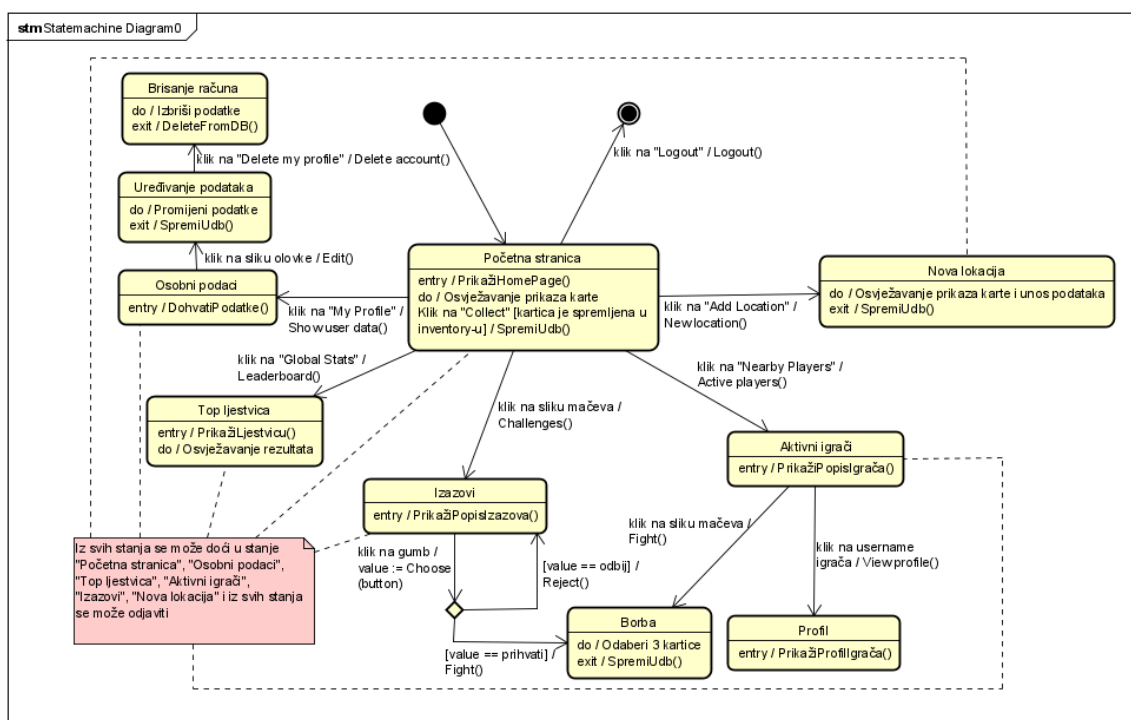 stm Statemachine Diagram0
Brisanje računa
do / Izbriši podatke
exit / DeleteFromDB()
klik na "Delete my profile" / Delete account()
klik na "Logout" / Logout()
Uređivanje podataka
do / Promijeni podatke
exit / SpremiUdb()
klik na sliku olovke / Edit()
Osobni podaci
entry / DohvatiPodatke()
klik na "My Profile" /
Show user data()
Početna stranica
entry / PrikažiHomePage()
do / Osvježavanje prikaza karte
Klik na "Collect" [kartica je spremljena u
inventory-u] / SpremiUdb()
klik na "Add Location" /
New location()
Nova lokacija
do / Osvježavanje prikaza karte i unos podataka
exit / SpremiUdb()
klik na "Global Stats" /
Leaderboard()
klik na "Nearby Players" /
Active players()
klik na sliku mačeva /
Challenges()
Top ljestvica
entry / PrikažiLjestvicu()
do / Osvježavanje rezultata
Aktivni igrači
entry / PrikažiPopisIgrača()
Izazovi
entry / PrikažiPopisIzazova()
klik na sliku mačeva /
Fight()
klik na username
igrača / View profile()
Iz svih stanja se može doći u stanje
"Početna stranica", "Osobni podaci",
"Top ljestvica", "Aktivni igrači",
"Izazovi", "Nova lokacija" i iz svih stanja
se može odjaviti
klik na gumb /
value := Choose
(button)
[value == odbij] /
Reject()
[value == prihvati] /
Fight()
Borba
do / Odaberi 3 kartice
exit / SpremiUdb()
Profil
entry / PrikažiProfilIgrača()